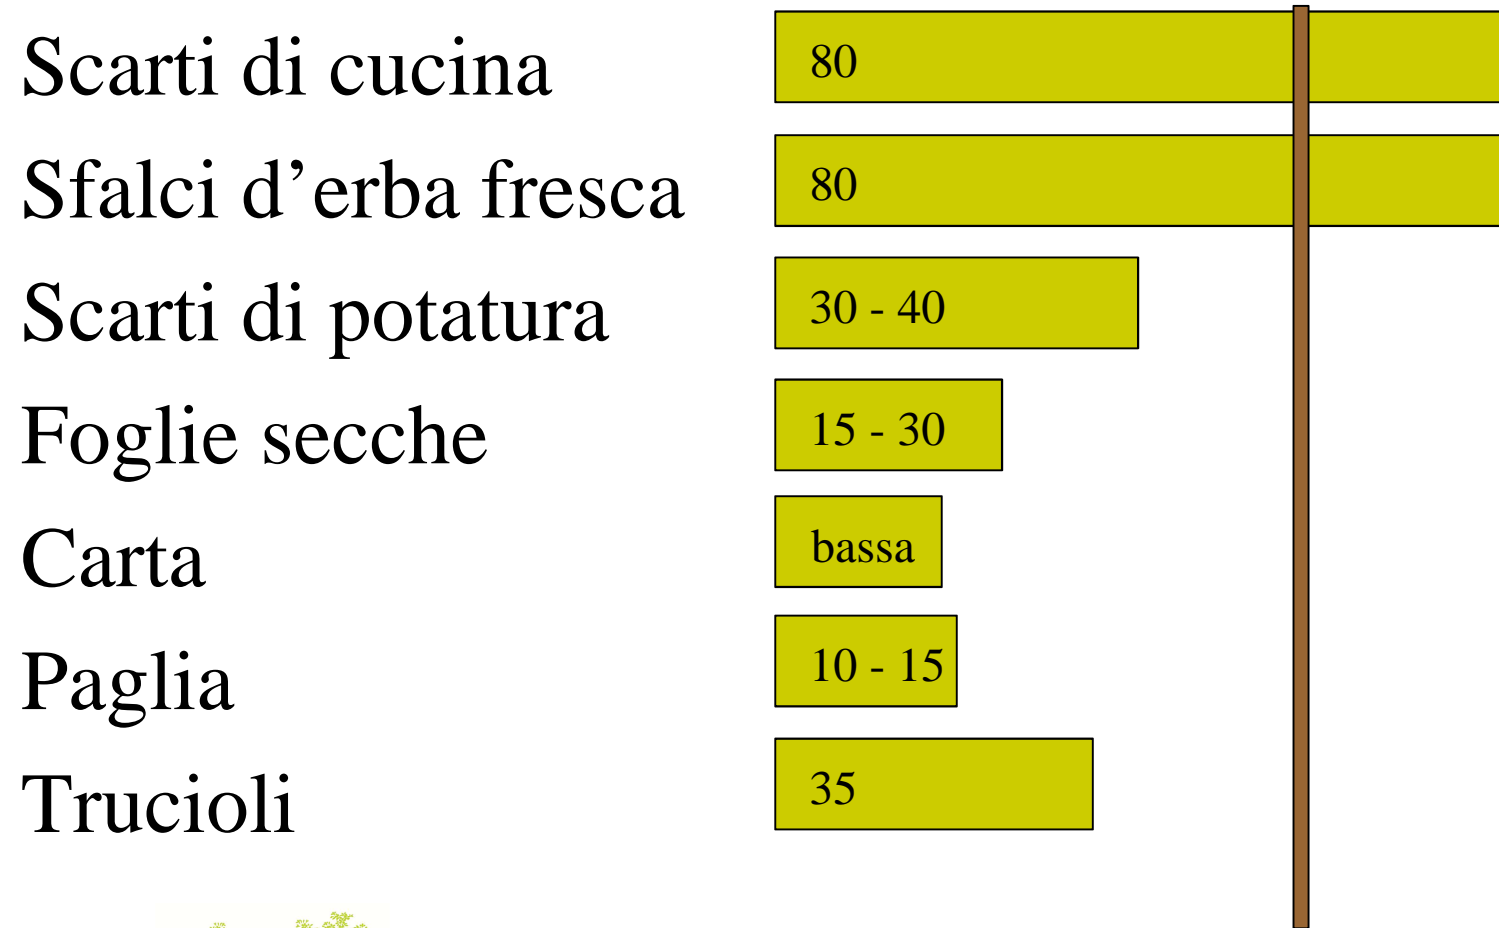 Scarti di cucina 80
Sfalci d’erba fresca 80
Scarti di potatura 30 - 40
Foglie secche 15 - 30
Carta bassa
Paglia 10 - 15
Trucioli 35